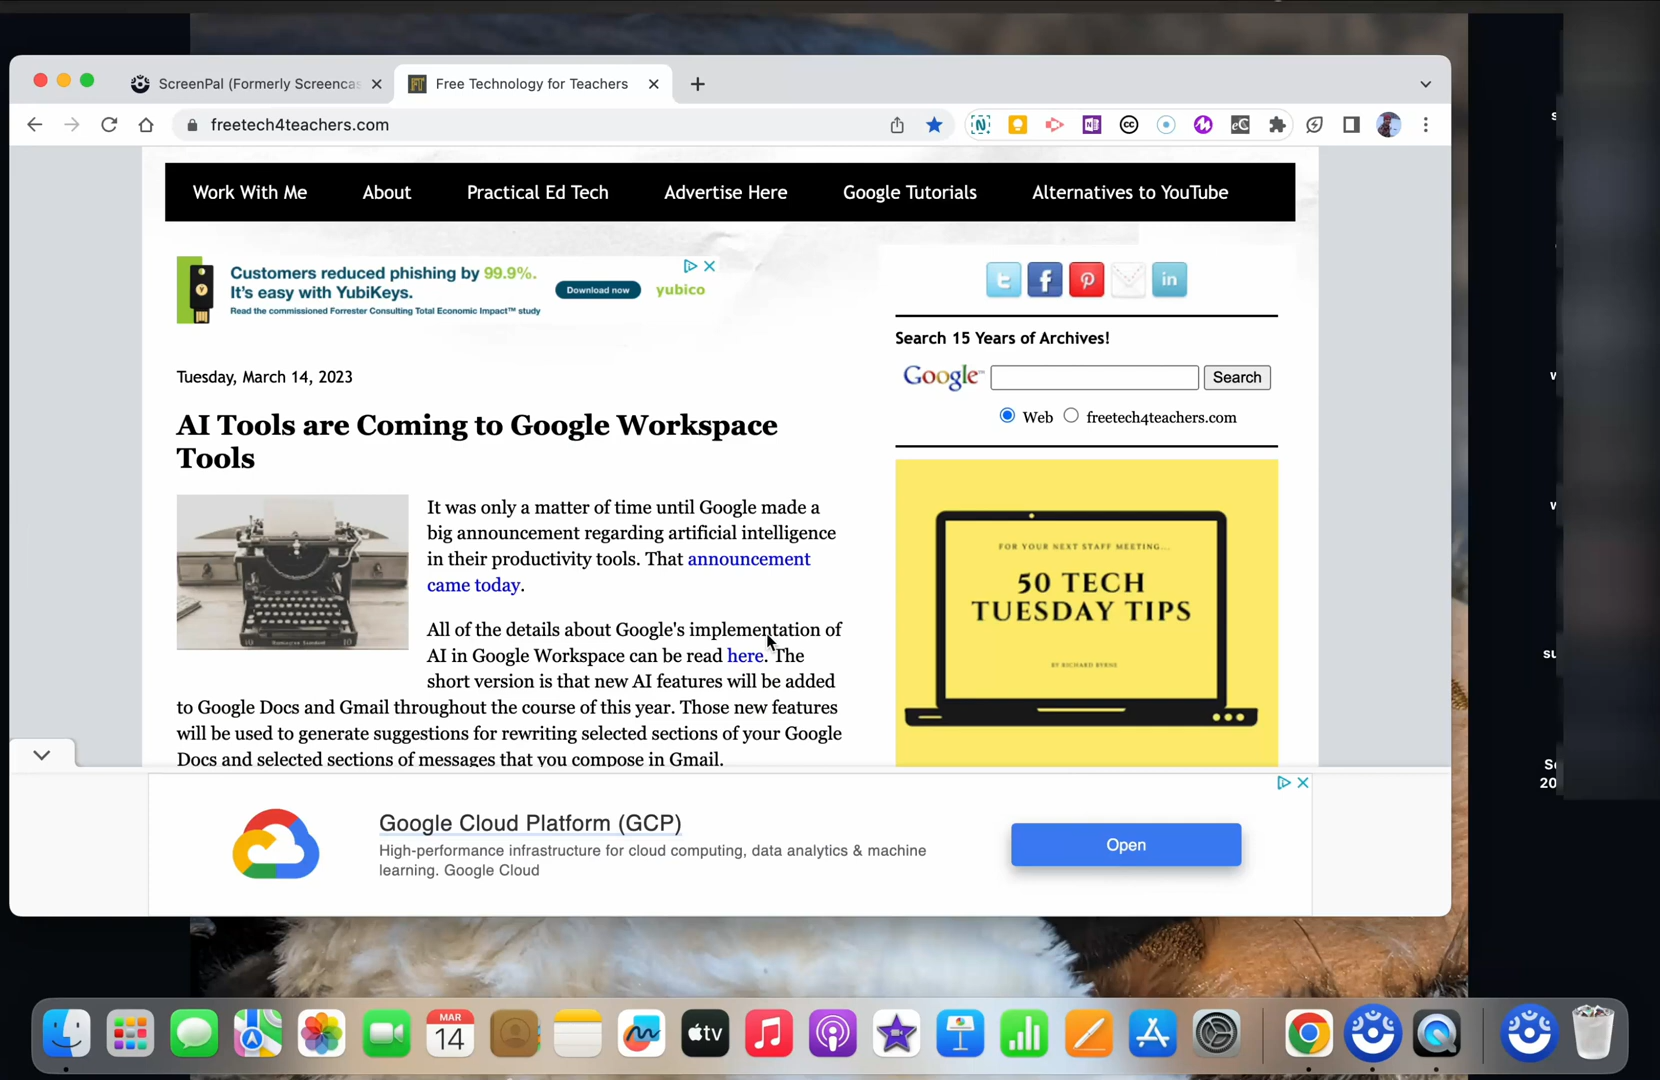 ScreenPal (Formerly Screencas
Free Technology for Teachers
freetech4teachers.com
Work With Me
About
Practical Ed Tech
Advertise Here
Google Tutorials
Alternatives to YouTube
Customers reduced phishing by 99.9%.
It's easy with YubiKeys.
Read the commissioned Forrester Consulting Total Economic Impact™ study
Download now
yubico
Search 15 Years of Archives!
Google™
Search
Web
freetech4teachers.com
Tuesday, March 14, 2023
AI Tools are Coming to Google Workspace
Tools
It was only a matter of time until Google made a
big announcement regarding artificial intelligence
in their productivity tools. That announcement
came today.
All of the details about Google's implementation of
AI in Google Workspace can be read here. The
short version is that new AI features will be added
to Google Docs and Gmail throughout the course of this year. Those new features
will be used to generate suggestions for rewriting selected sections of your Google
Docs and selected sections of messages that you compose in Gmail.
FOR YOUR NEXT STAFF MEETING...
50 TECH
TUESDAY TIPS
BY RICHARD BYRNE
Google Cloud Platform (GCP)
High-performance infrastructure for cloud computing, data analytics & machine
learning. Google Cloud
Open
MAR
14
tv